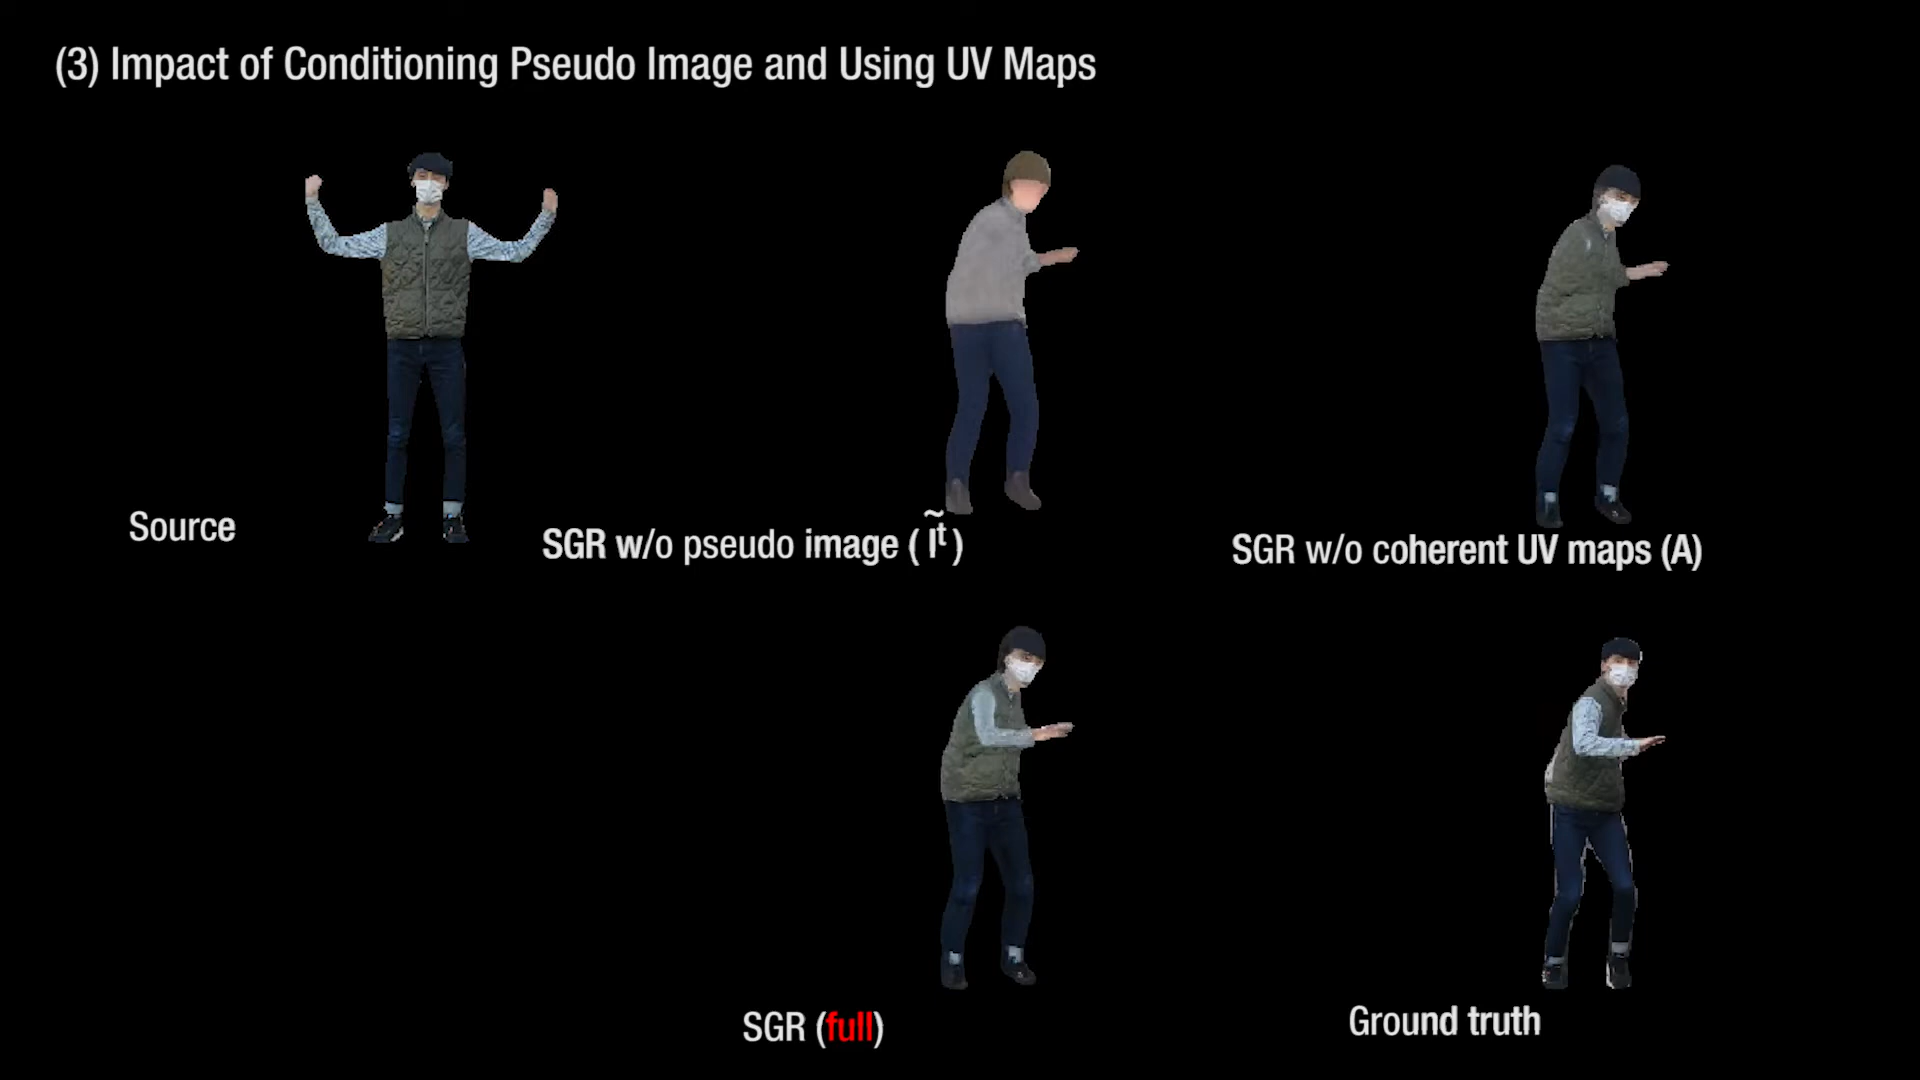 (3) Impact of Conditioning Pseudo Image and Using UV Maps
Source
SGR w/o pseudo image ( Ĩᵗ )
SGR w/o coherent UV maps (A)
SGR (full)
Ground truth